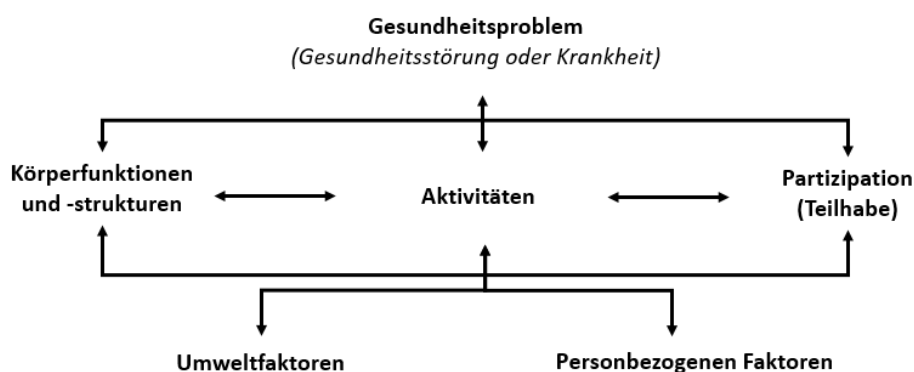 Gesundheitsproblem
(Gesundheitsstörung oder Krankheit)
Körperfunktionen
und -strukturen
Aktivitäten
Partizipation
(Teilhabe)
Umweltfaktoren
Personbezogenen Faktoren